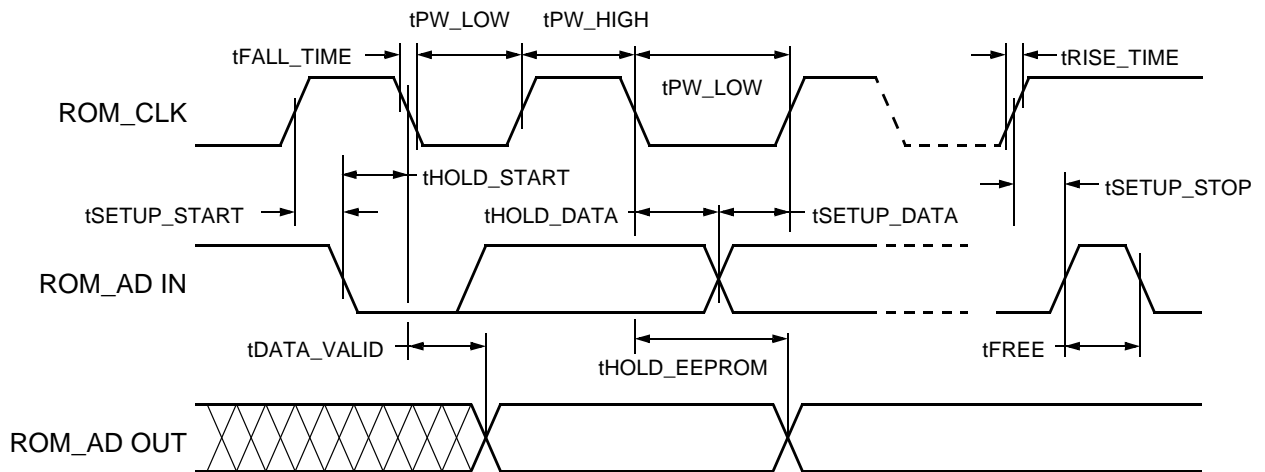 tPW_LOW tPW_HIGH
tFALL_TIME tRISE_TIME
tPW_LOW
ROM_CLK
tHOLD_START
tSETUP_START tHOLD_DATA tSETUP_DATA tSETUP_STOP
ROM_AD IN
tDATA_VALID tHOLD_EEPROM tFREE
ROM_AD OUT